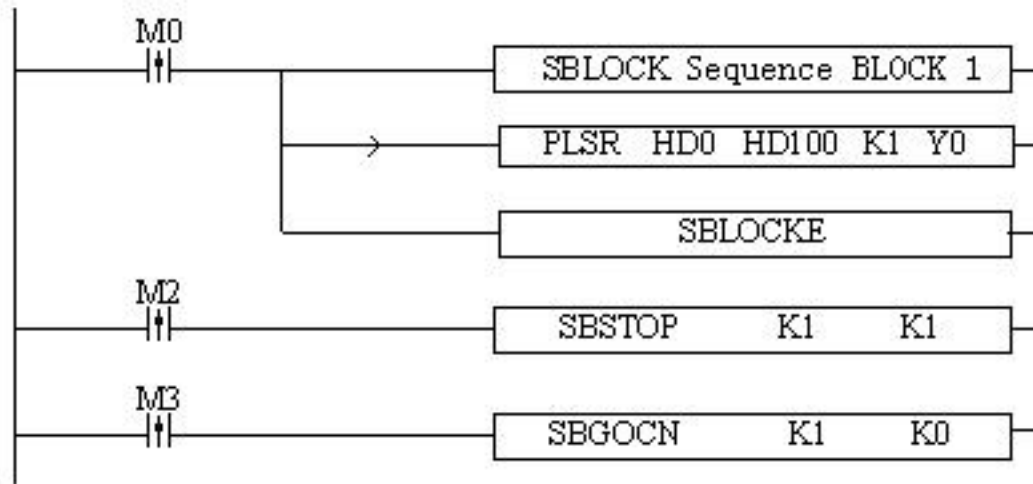 M0
SBLOCK Sequence BLOCK 1
PLSR HD0 HD100 K1 Y0
SBLOCKE
M2
SBSTOP K1 K1
M3
SBGOCN K1 K0